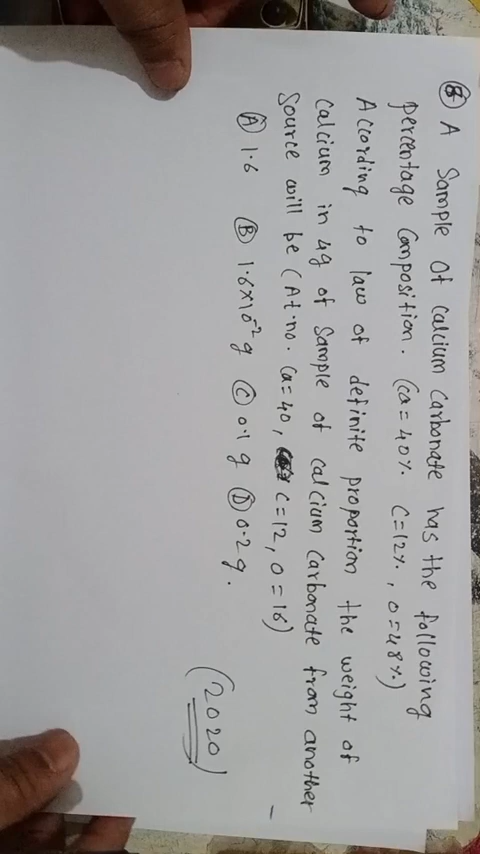 Q A Sample Of Calcium Carbonate has the following
percentage Composition. (Ca=40%. C=12%, O=48%)
According to law of definite proportion the weight of
Calcium in 4g of Sample of calcium Carbonate from another
Source will be (At.no. Ca=40, C=12, O=16)
(A) 1.6 (B) 1.6×10⁻² g (C) 0.1 g (D) 0.2 g.
(2020)